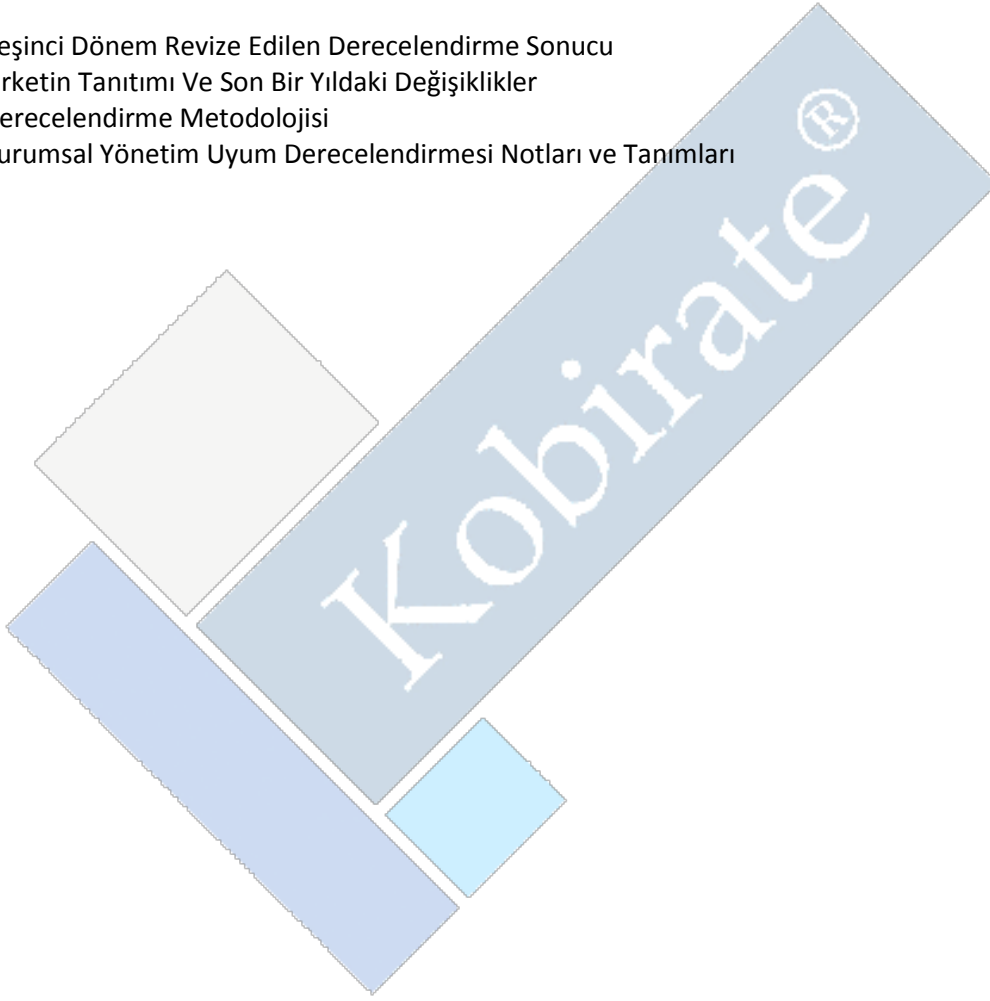 eşinci Dönem Revize Edilen Derecelendirme Sonucu
rketin Tanıtımı Ve Son Bir Yıldaki Değişiklikler
erecelendirme Metodolojisi
urumsal Yönetim Uyum Derecelendirmesi Notları ve Tanımları
Kobirate ®